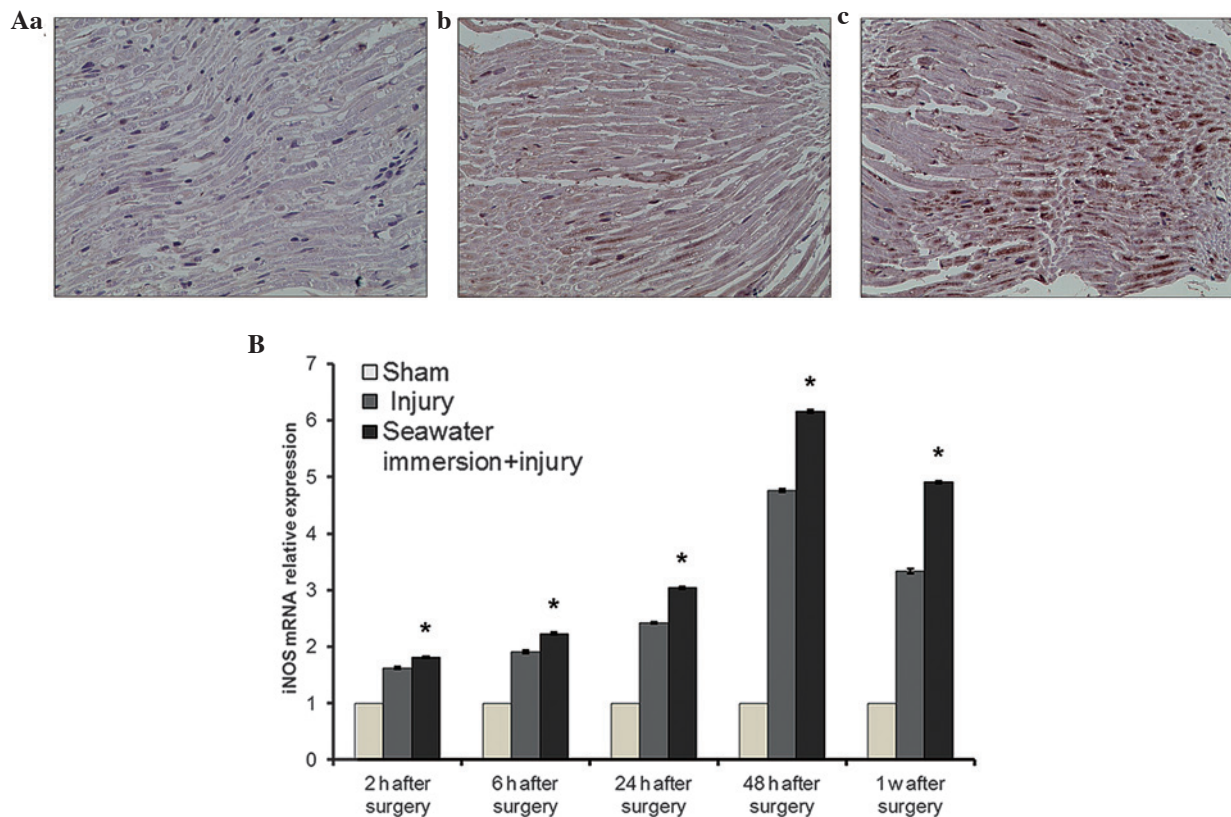 Aa
b
c
B
iNOS mRNA relative expression
7
6
5
4
3
2
1
0
Sham
Injury
Seawater
immersion+injury
*
*
*
*
*
2 h after
surgery
6 h after
surgery
24 h after
surgery
48 h after
surgery
1 w after
surgery